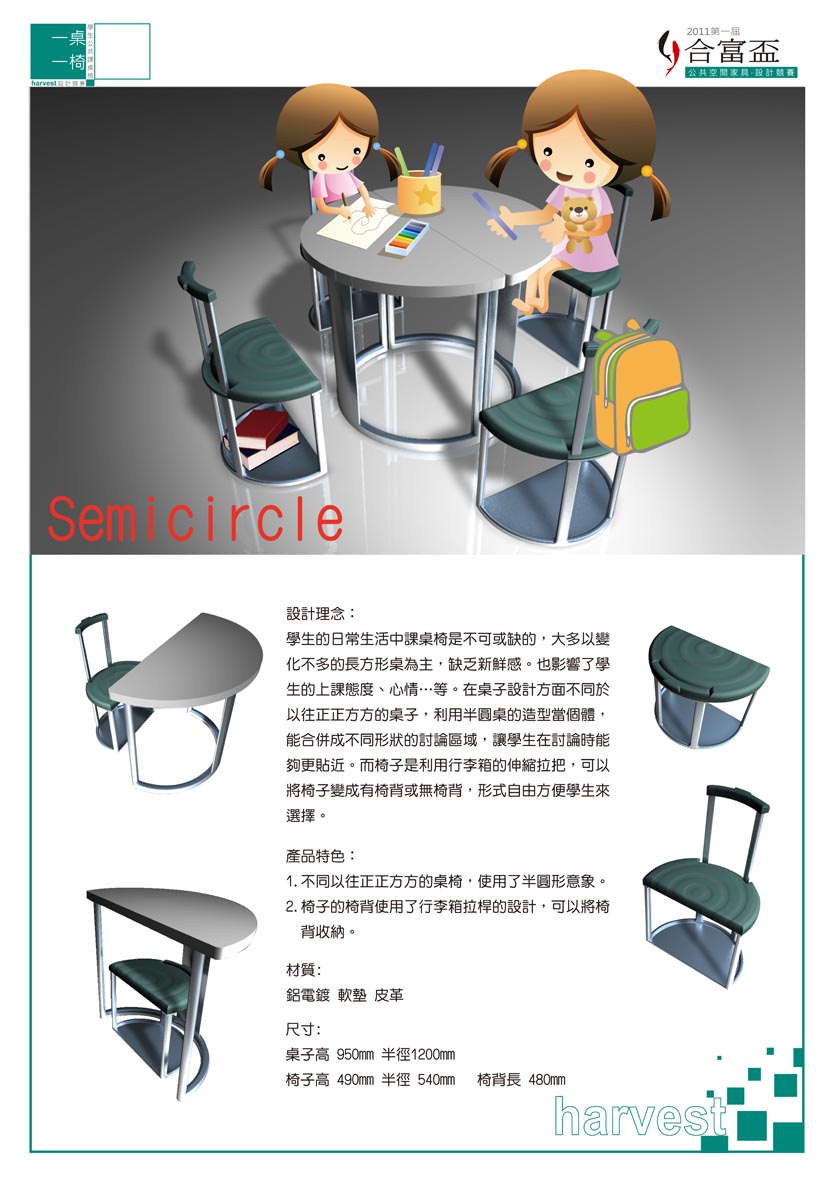 一桌
一椅
學生公共課桌椅
harvest設計競賽
2011第一屆
合富盃
公共空間家具．設計競賽
Semicircle
設計理念：
學生的日常生活中課桌椅是不可或缺的，大多以變
化不多的長方形桌為主，缺乏新鮮感。也影響了學
生的上課態度、心情…等。在桌子設計方面不同於
以往正正方方的桌子，利用半圓桌的造型當個體，
能合併成不同形狀的討論區域，讓學生在討論時能
夠更貼近。而椅子是利用行李箱的伸縮拉把，可以
將椅子變成有椅背或無椅背，形式自由方便學生來
選擇。
產品特色：
1.不同以往正正方方的桌椅，使用了半圓形意象。
2.椅子的椅背使用了行李箱拉桿的設計，可以將椅
背收納。
材質:
鋁電鍍 軟墊 皮革
尺寸:
桌子高 950mm 半徑1200mm
椅子高 490mm 半徑 540mm 椅背長 480mm
harvest